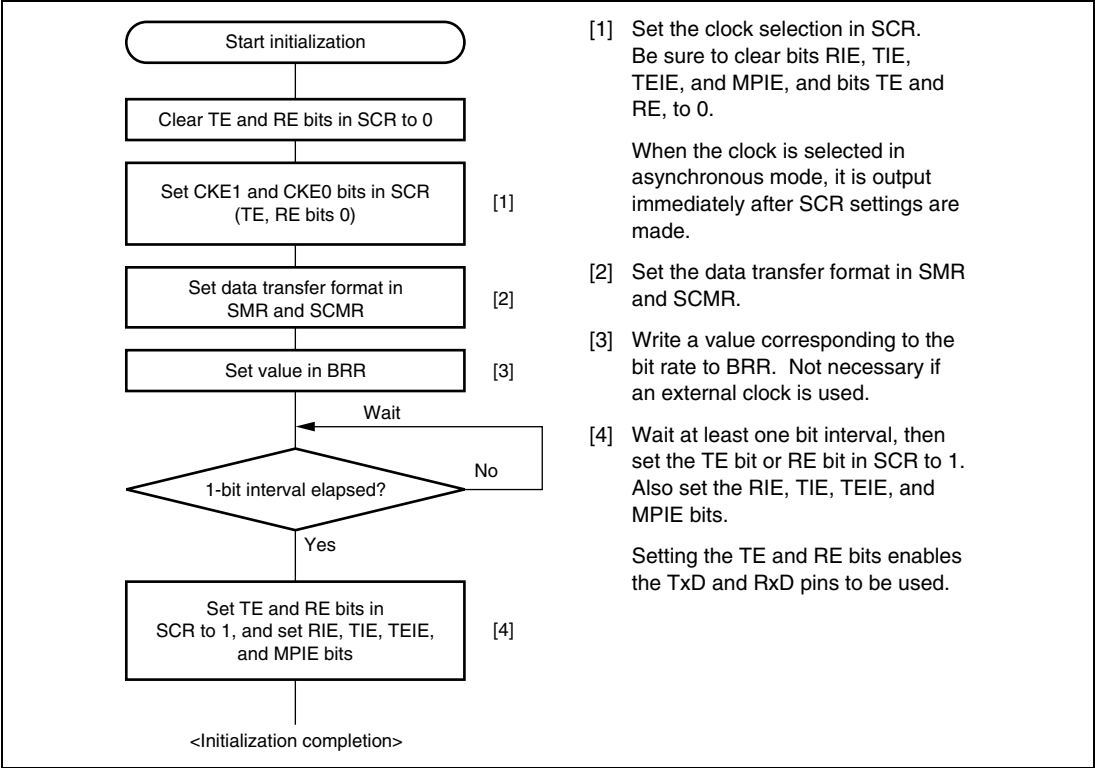 Start initialization
Clear TE and RE bits in SCR to 0
Set CKE1 and CKE0 bits in SCR
(TE, RE bits 0)
[1]
Set data transfer format in
SMR and SCMR
[2]
Set value in BRR
[3]
Wait
1-bit interval elapsed?
No
Yes
Set TE and RE bits in
SCR to 1, and set RIE, TIE, TEIE,
and MPIE bits
[4]
<Initialization completion>
[1] Set the clock selection in SCR.
Be sure to clear bits RIE, TIE,
TEIE, and MPIE, and bits TE and
RE, to 0.
When the clock is selected in
asynchronous mode, it is output
immediately after SCR settings are
made.
[2] Set the data transfer format in SMR
and SCMR.
[3] Write a value corresponding to the
bit rate to BRR. Not necessary if
an external clock is used.
[4] Wait at least one bit interval, then
set the TE bit or RE bit in SCR to 1.
Also set the RIE, TIE, TEIE, and
MPIE bits.
Setting the TE and RE bits enables
the TxD and RxD pins to be used.